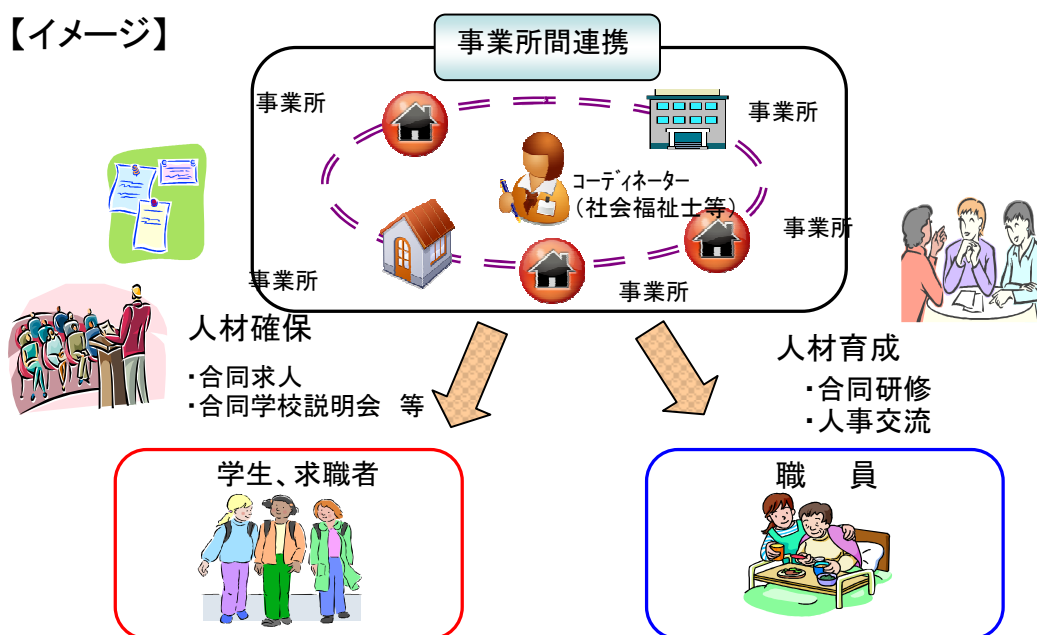 【イメージ】
事業所間連携
事業所
事業所
コーディネーター
（社会福祉士等）
事業所
事業所
事業所
人材確保
・合同求人
・合同学校説明会　等
人材育成
・合同研修
・人事交流
学生、求職者
職　員